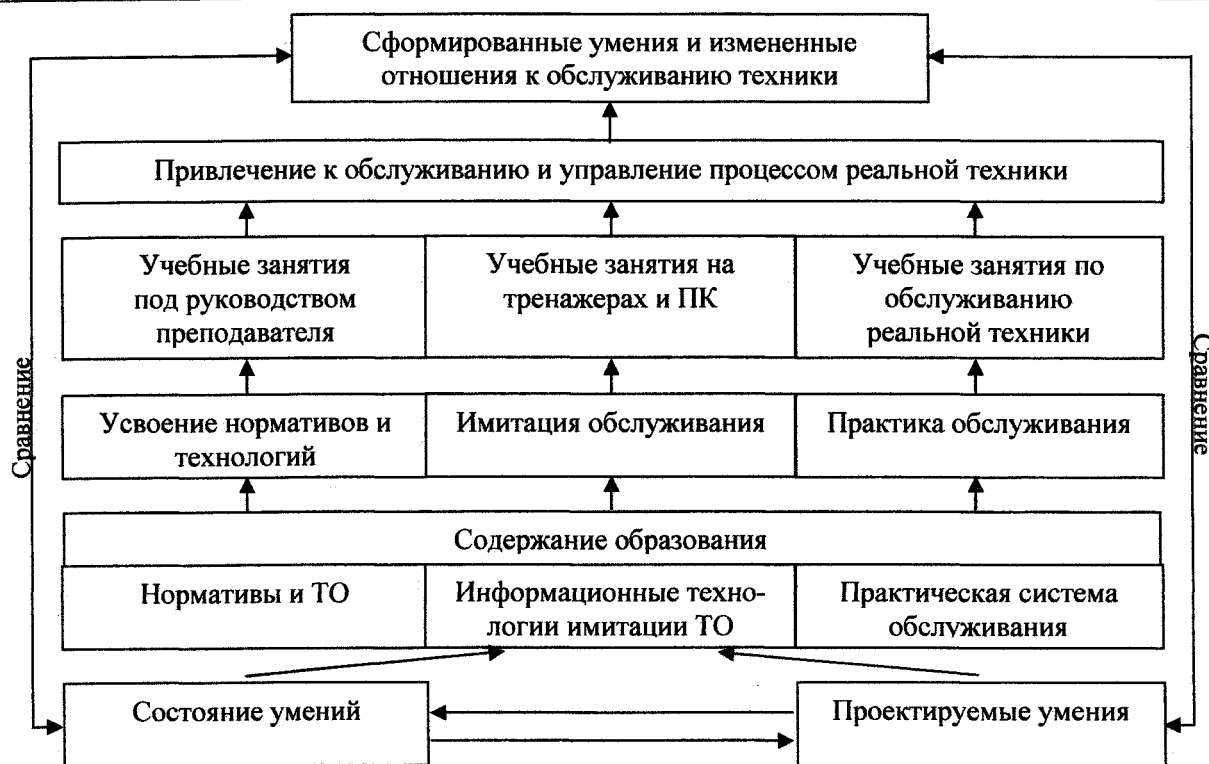 Сформированные умения и измененные
отношения к обслуживанию техники
Привлечение к обслуживанию и управление процессом реальной техники
Учебные занятия
под руководством
преподавателя
Учебные занятия на
тренажерах и ПК
Учебные занятия по
обслуживанию
реальной техники
Сравнение
Сравнение
Усвоение нормативов и
технологий
Имитация обслуживания
Практика обслуживания
Содержание образования
Нормативы и ТО
Информационные техно-
логии имитации ТО
Практическая система
обслуживания
Состояние умений
Проектируемые умения